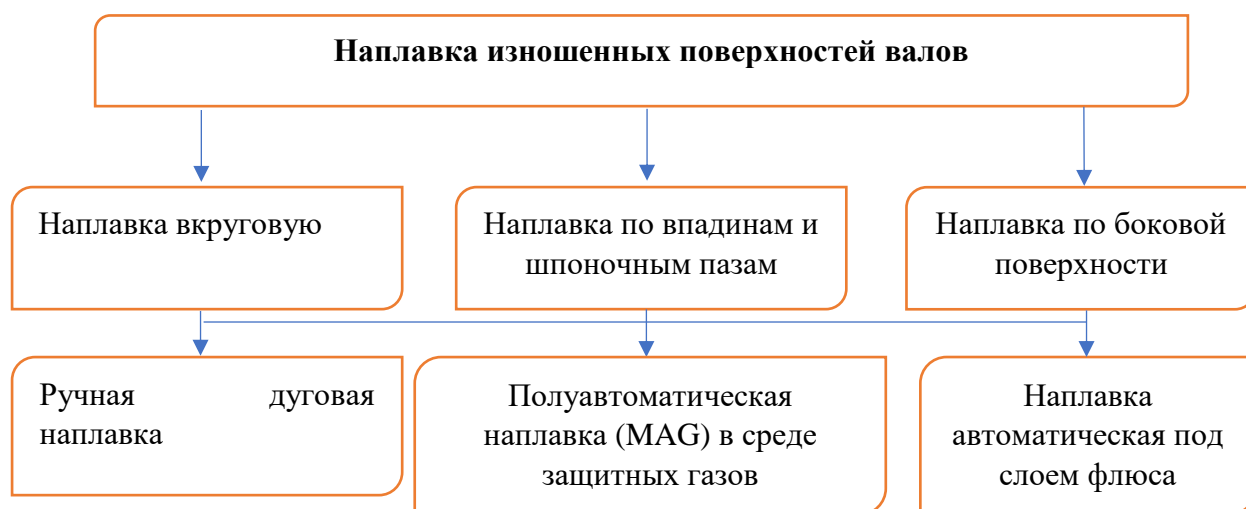 Наплавка изношенных поверхностей валов
Наплавка вкруговую
Наплавка по впадинам и
шпоночным пазам
Наплавка по боковой
поверхности
Ручная дуговая
наплавка
Полуавтоматическая
наплавка (MAG) в среде
защитных газов
Наплавка
автоматическая под
слоем флюса